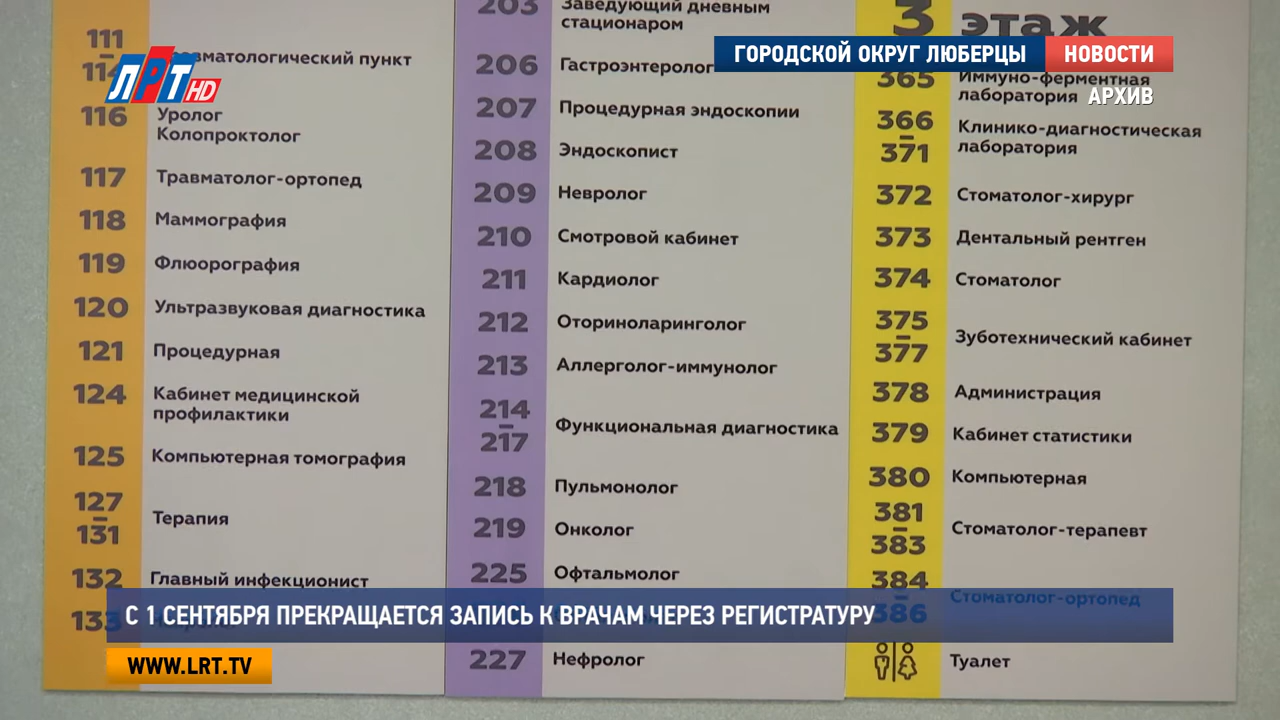 111
–
114
Травматологический пункт
116
Уролог
Колопроктолог
117
Травматолог-ортопед
118
Маммография
119
Флюорография
120
Ультразвуковая диагностика
121
Процедурная
124
Кабинет медицинской
профилактики
125
Компьютерная томография
127
–
131
Терапия
132
Главный инфекционист
133
203
Заведующий дневным
стационаром
206
Гастроэнтеролог
207
Процедурная эндоскопии
208
Эндоскопист
209
Невролог
210
Смотровой кабинет
211
Кардиолог
212
Оториноларинголог
213
Аллерголог-иммунолог
214
–
217
Функциональная диагностика
218
Пульмонолог
219
Онколог
225
Офтальмолог
227
Нефролог
3 этаж
365
Иммуно-ферментная
лаборатория
366
–
371
Клинико-диагностическая
лаборатория
372
Стоматолог-хирург
373
Дентальный рентген
374
Стоматолог
375
–
377
Зуботехнический кабинет
378
Администрация
379
Кабинет статистики
380
Компьютерная
381
–
383
Стоматолог-терапевт
384
386
Стоматолог-ортопед
Туалет
ЛРТ HD
ГОРОДСКОЙ ОКРУГ ЛЮБЕРЦЫ НОВОСТИ
АРХИВ
С 1 СЕНТЯБРЯ ПРЕКРАЩАЕТСЯ ЗАПИСЬ К ВРАЧАМ ЧЕРЕЗ РЕГИСТРАТУРУ
WWW.LRT.TV